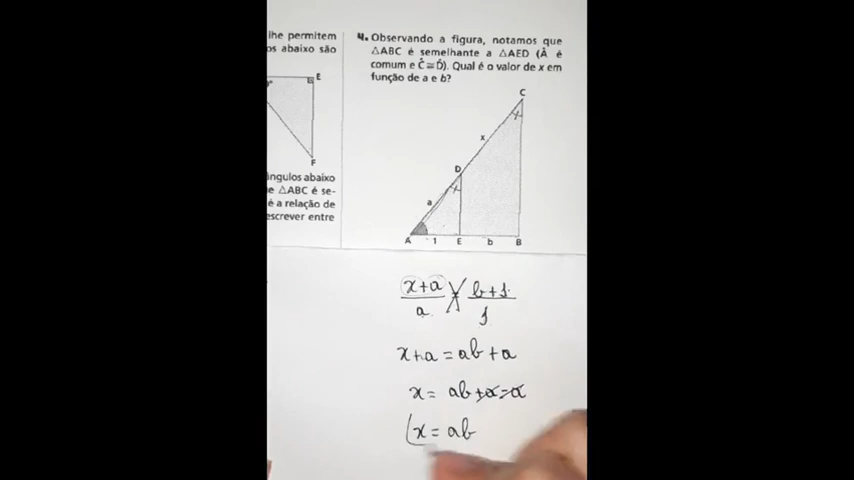 lhe permitem
os abaixo são
E
F
ingulos abaixo
e △ABC é se-
é a relação de
escrever entre
4. Observando a figura, notamos que
△ABC é semelhante a △AED (Â é
comum e Ĉ ≅ D̂). Qual é o valor de x em
função de a e b?
C
x
D
a
A 1 E b B
x+a/a = b+1/1
x+a = ab+a
x = ab+a-a
x = ab